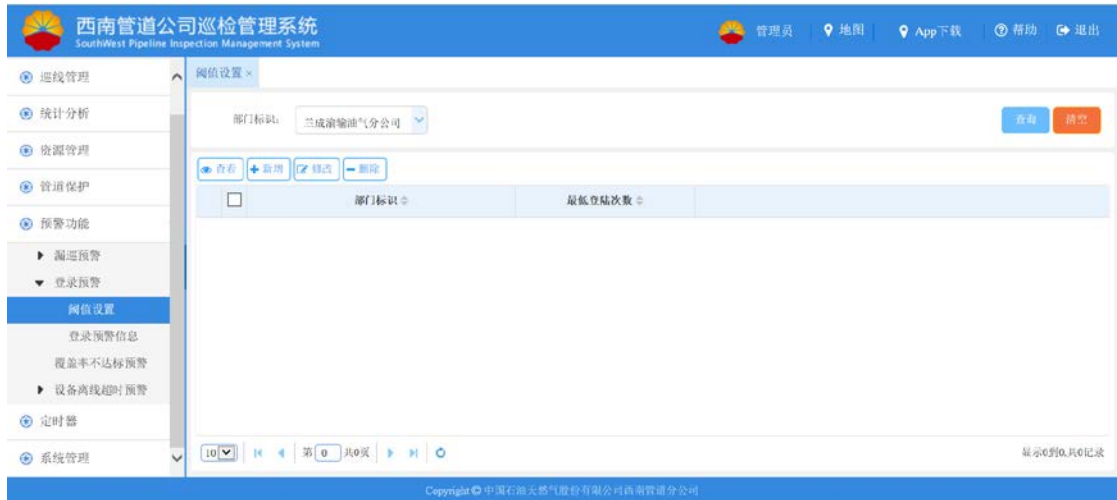 西南管道公司巡检管理系统
SouthWest Pipeline Inspection Management System
管理员 地图 App下载 帮助 退出
巡线管理
统计分析
资源管理
管道保护
预警功能
漏巡预警
登录预警
阈值设置
登录预警信息
覆盖率不达标预警
设备离线超时预警
定时器
系统管理
阈值设置 ×
部门标识: 兰成渝输油气分公司 查询 清空
查看 新增 修改 删除
部门标识 最低登陆次数
10 第 0 共0页 显示0到0,共0记录
Copyright © 中国石油天然气股份有限公司西南管道分公司